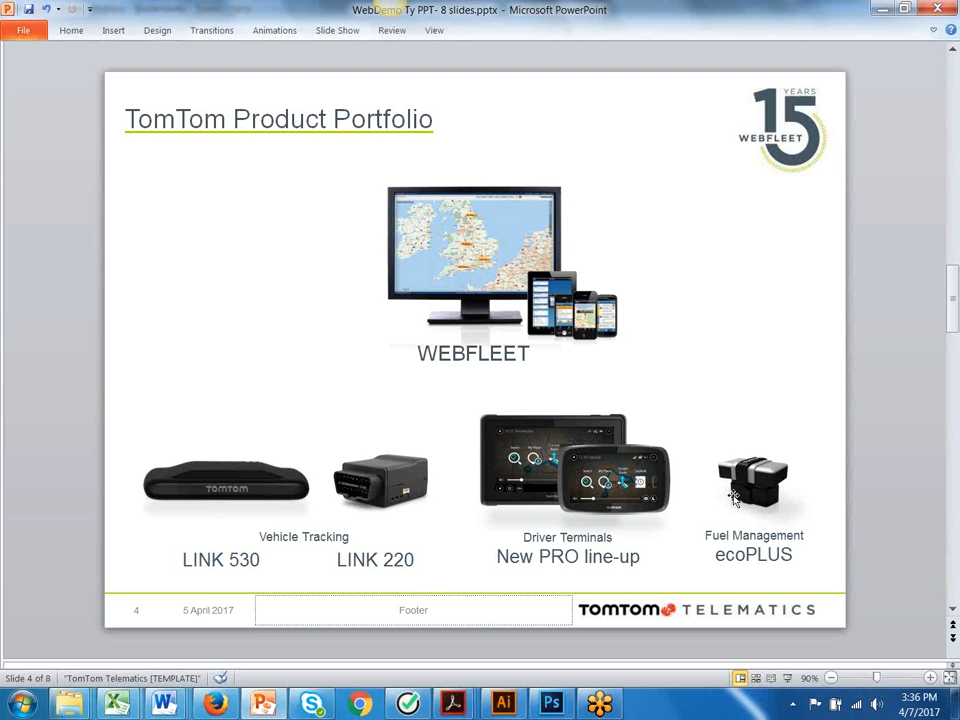 WebDemo Ty PPT- 8 slides.pptx - Microsoft PowerPoint
File Home Insert Design Transitions Animations Slide Show Review View
TomTom Product Portfolio
15 YEARS
WEBFLEET
WEBFLEET
TOMTOM
Vehicle Tracking
LINK 530 LINK 220
Driver Terminals
New PRO line-up
Fuel Management
ecoPLUS
4 5 April 2017 Footer TOMTOM TELEMATICS
Slide 4 of 8 "TomTom Telematics [TEMPLATE]" 90%
3:36 PM
4/7/2017